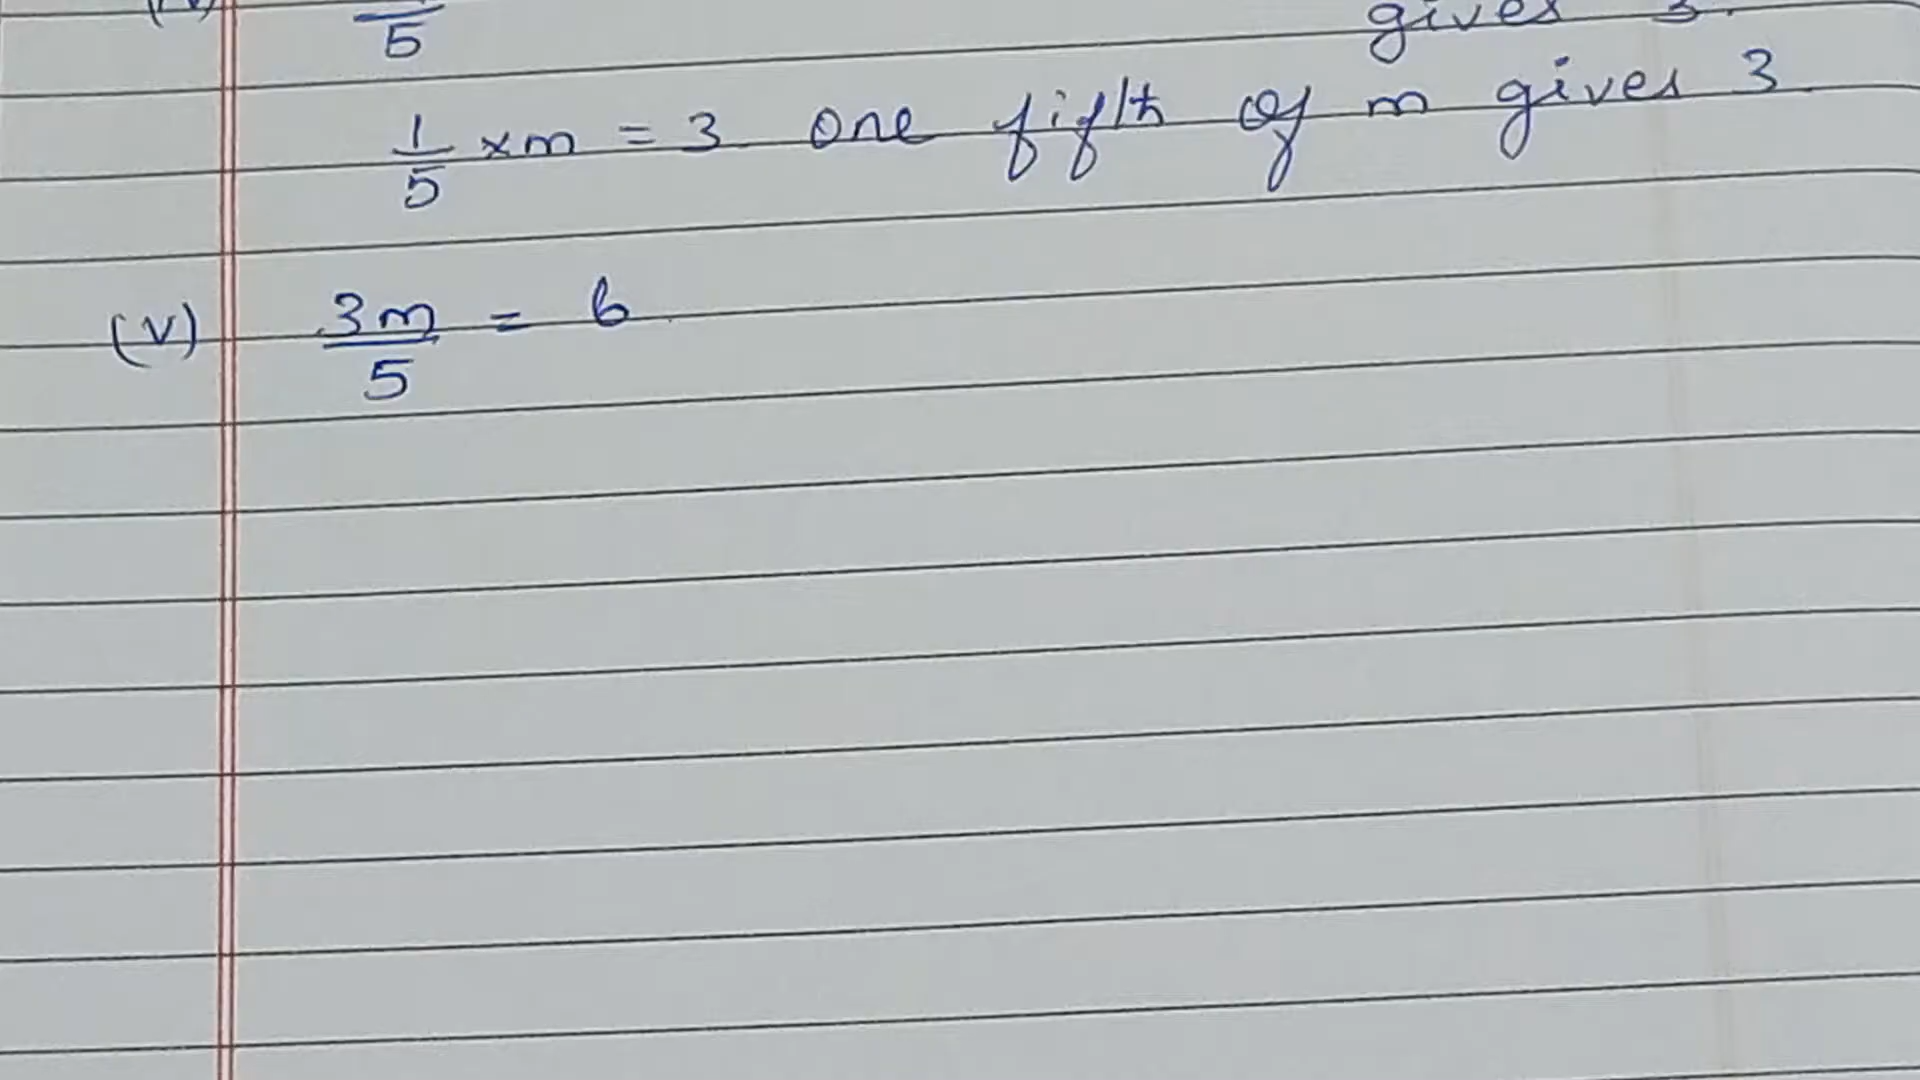 5 gives 3.
1/5 × m = 3 one fifth of m gives 3.
(V) 3m/5 = 6